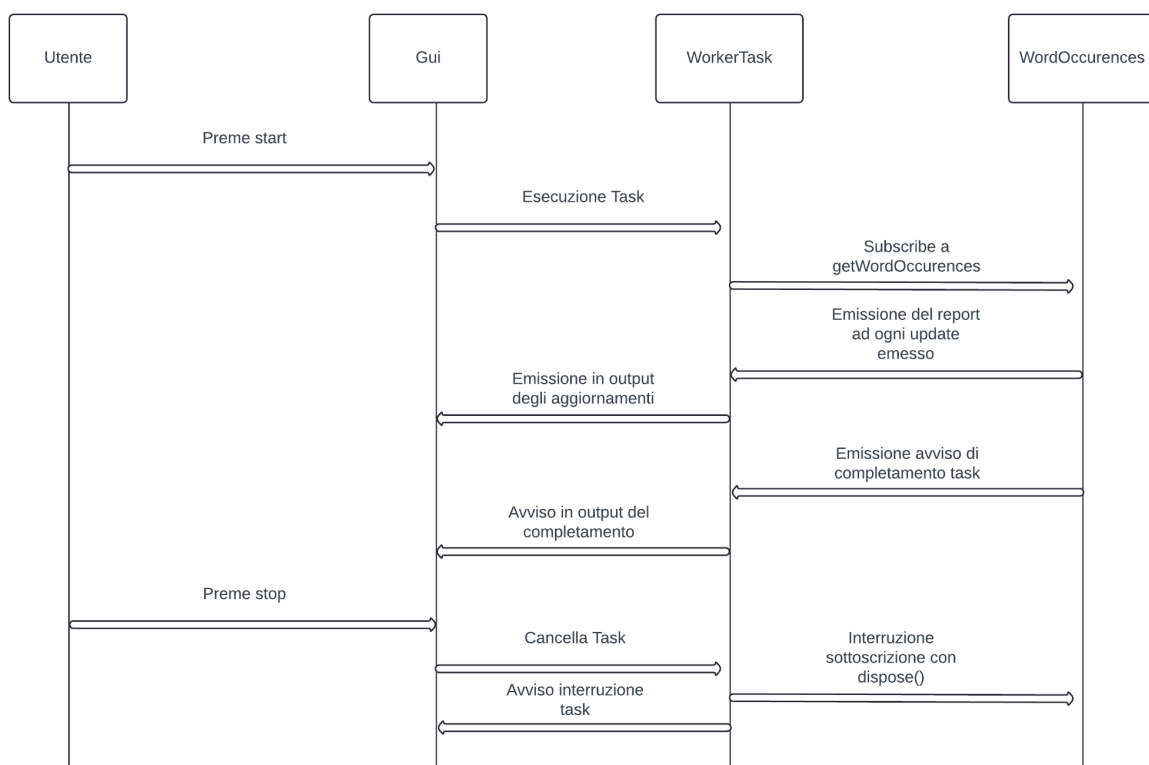 Utente
Gui
WorkerTask
WordOccurences
Preme start
Esecuzione Task
Subscribe a
getWordOccurences
Emissione del report
ad ogni update
emesso
Emissione in output
degli aggiornamenti
Emissione avviso di
completamento task
Avviso in output del
completamento
Preme stop
Cancella Task
Interruzione
sottoscrizione con
dispose()
Avviso interruzione
task